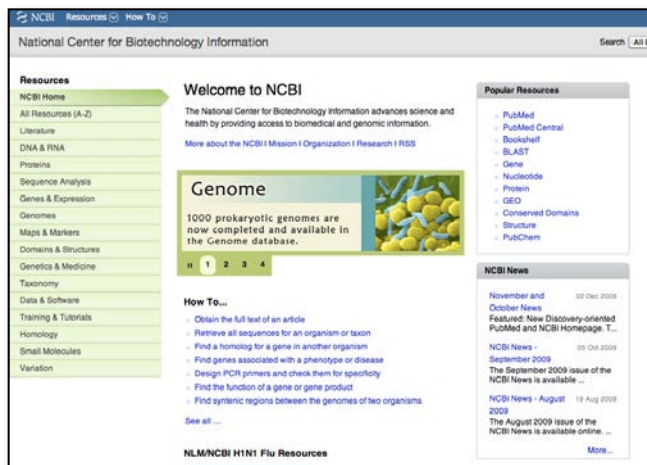 NCBI Resources How To
National Center for Biotechnology Information
Search All
Resources
NCBI Home
All Resources (A-Z)
Literature
DNA & RNA
Proteins
Sequence Analysis
Genes & Expression
Genomes
Maps & Markers
Domains & Structures
Genetics & Medicine
Taxonomy
Data & Software
Training & Tutorials
Homology
Small Molecules
Variation
Welcome to NCBI
The National Center for Biotechnology Information advances science and
health by providing access to biomedical and genomic information.
More about the NCBI | Mission | Organization | Research | RSS
Genome
1000 prokaryotic genomes are
now completed and available in
the Genome database.
1 2 3 4
How To...
Obtain the full text of an article
Retrieve all sequences for an organism or taxon
Find a homolog for a gene in another organism
Find genes associated with a phenotype or disease
Design PCR primers and check them for specificity
Find the function of a gene or gene product
Find syntenic regions between the genomes of two organisms
See all ...
NLM/NCBI H1N1 Flu Resources
Popular Resources
PubMed
PubMed Central
Bookshelf
BLAST
Gene
Nucleotide
Protein
GEO
Conserved Domains
Structure
PubChem
NCBI News
November and 02 Dec 2009
October News
Featured: New Discovery-oriented
PubMed and NCBI Homepage. T...
NCBI News - 05 Oct 2009
September 2009
The September 2009 issue of the
NCBI News is available ...
NCBI News - August 19 Aug 2009
2009
The August 2009 issue of the
NCBI News is available online. ...
More...